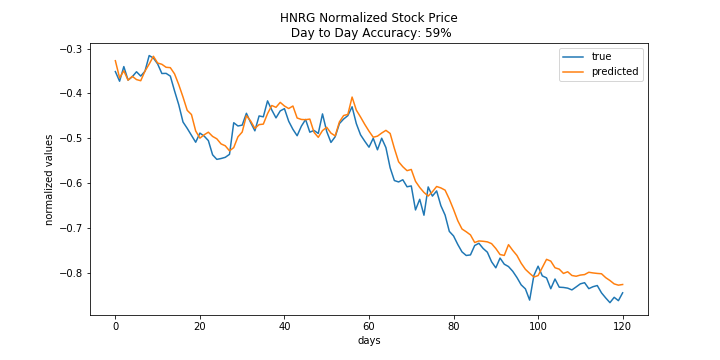 HNRG Normalized Stock Price
Day to Day Accuracy: 59%
true
predicted
normalized values
−0.3
−0.4
−0.5
−0.6
−0.7
−0.8
0
20
40
60
80
100
120
days